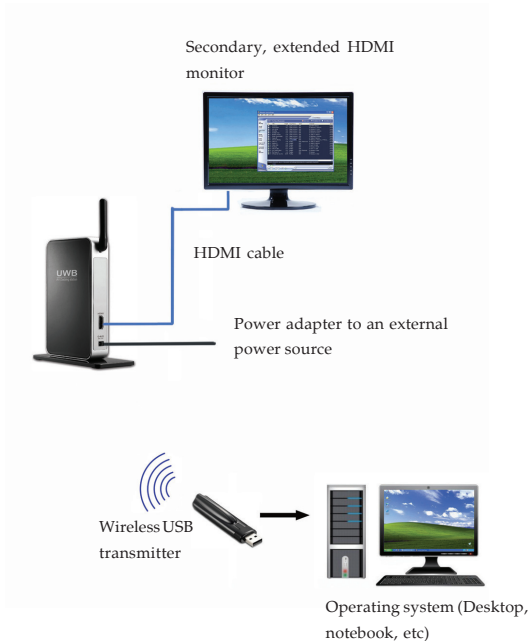 Secondary, extended HDMI
monitor
UWB
HDMI cable
Power adapter to an external
power source
Wireless USB
transmitter
Operating system (Desktop,
notebook, etc)